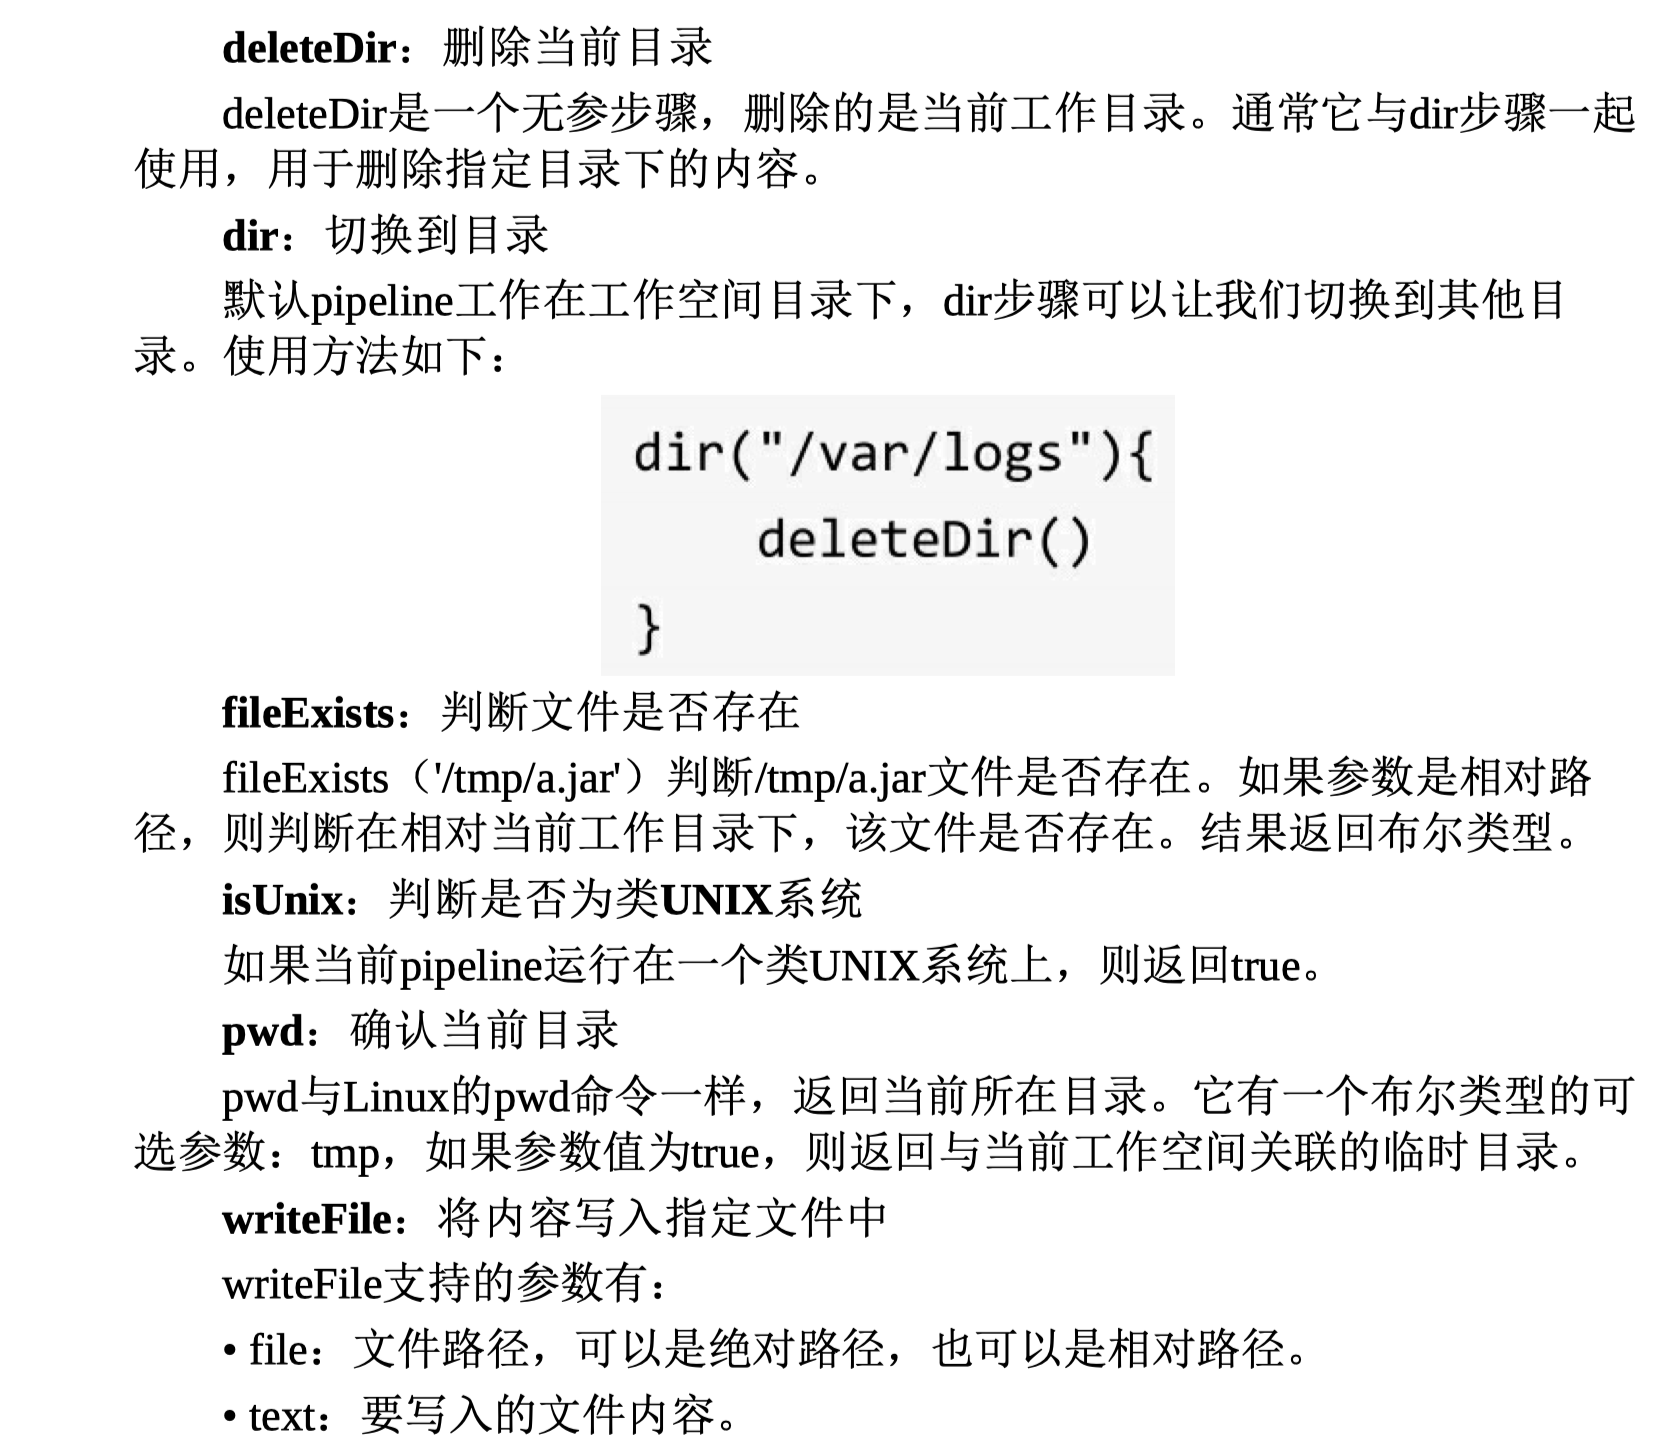 deleteDir：删除当前目录
deleteDir是一个无参步骤，删除的是当前工作目录。通常它与dir步骤一起
使用，用于删除指定目录下的内容。
dir：切换到目录
默认pipeline工作在工作空间目录下，dir步骤可以让我们切换到其他目
录。使用方法如下：
dir("/var/logs"){
    deleteDir()
}
fileExists：判断文件是否存在
fileExists（'/tmp/a.jar'）判断/tmp/a.jar文件是否存在。如果参数是相对路
径，则判断在相对当前工作目录下，该文件是否存在。结果返回布尔类型。
isUnix：判断是否为类UNIX系统
如果当前pipeline运行在一个类UNIX系统上，则返回true。
pwd：确认当前目录
pwd与Linux的pwd命令一样，返回当前所在目录。它有一个布尔类型的可
选参数：tmp，如果参数值为true，则返回与当前工作空间关联的临时目录。
writeFile：将内容写入指定文件中
writeFile支持的参数有：
• file：文件路径，可以是绝对路径，也可以是相对路径。
• text：要写入的文件内容。